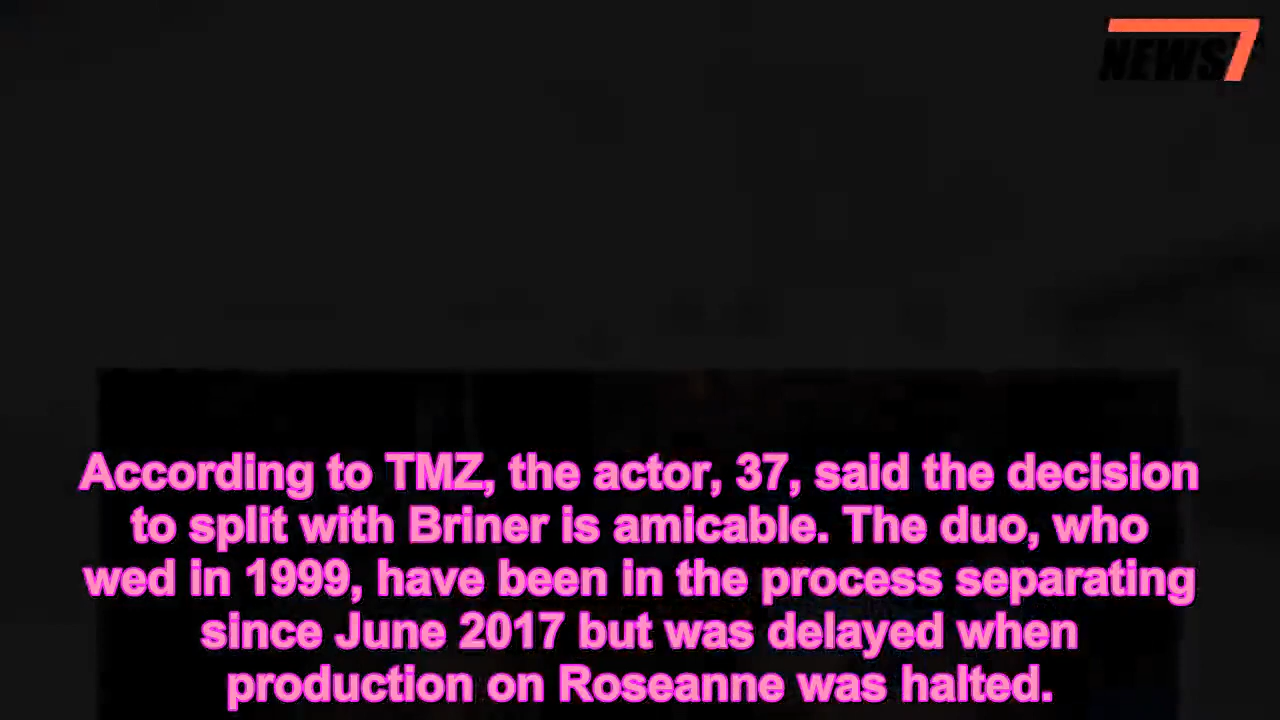 NEWS7
According to TMZ, the actor, 37, said the decision
to split with Briner is amicable. The duo, who
wed in 1999, have been in the process separating
since June 2017 but was delayed when
production on Roseanne was halted.